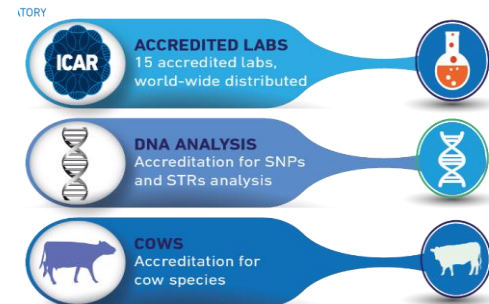 ATORY
ICAR
ACCREDITED LABS
15 accredited labs,
world-wide distributed
DNA ANALYSIS
Accreditation for SNPs
and STRs analysis
COWS
Accreditation for
cow species